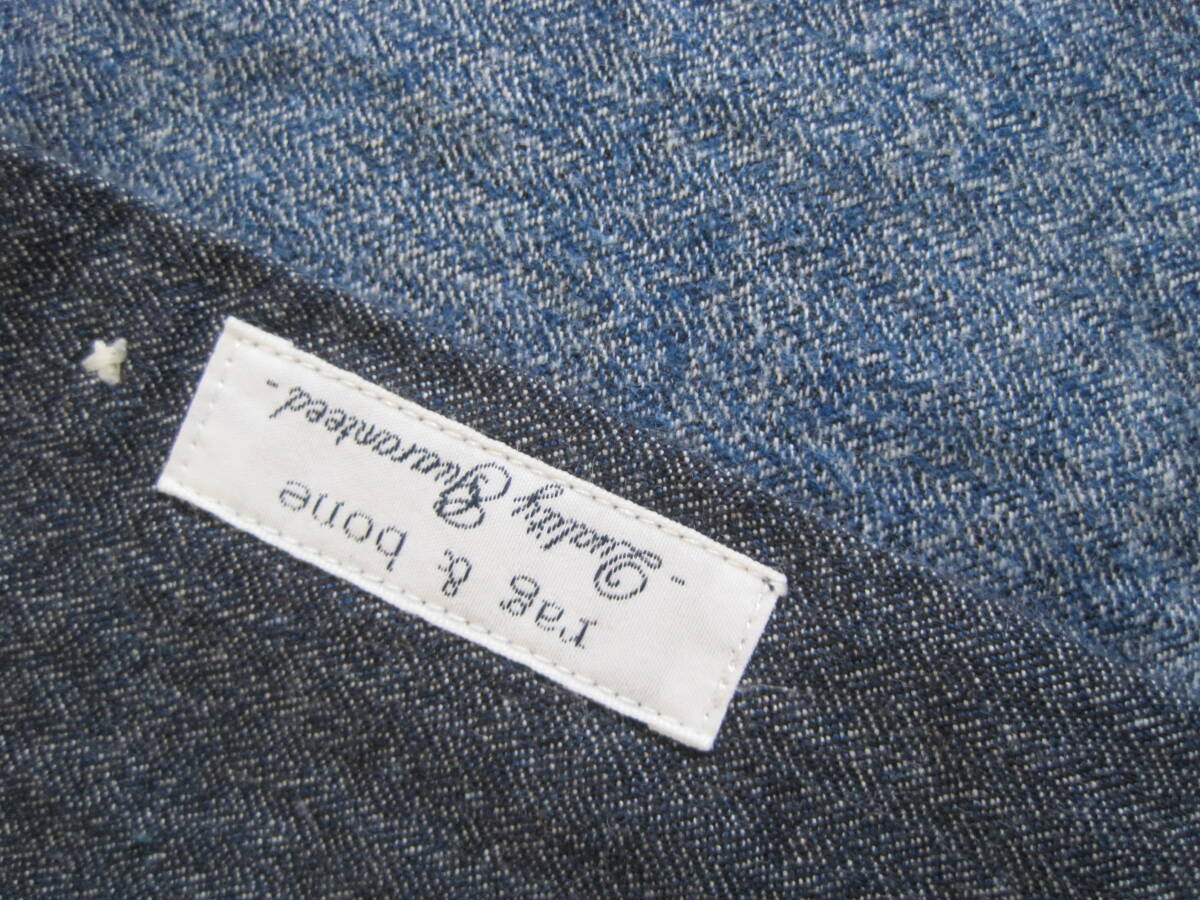 rag & bone
-Quality Guaranteed-